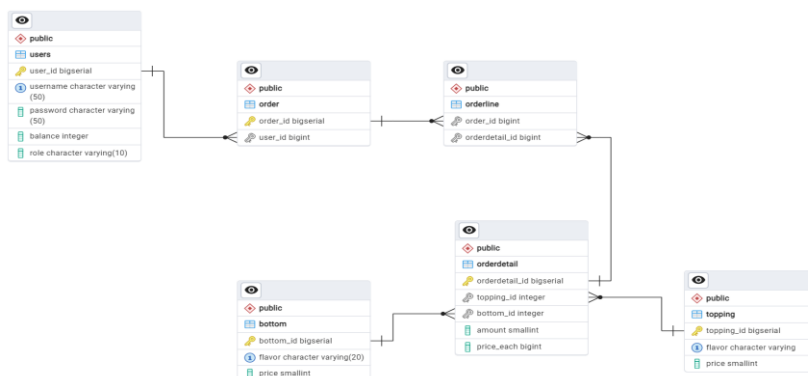 public
users
user_id bigserial
username character varying
(50)
password character varying
(50)
balance integer
role character varying(10)
public
order
order_id bigserial
user_id bigint
public
orderline
order_id bigint
orderdetail_id bigint
public
orderdetail
orderdetail_id bigserial
topping_id integer
bottom_id integer
amount smallint
price_each bigint
public
bottom
bottom_id bigserial
flavor character varying(20)
price smallint
public
topping
topping_id bigserial
flavor character varying
price smallint